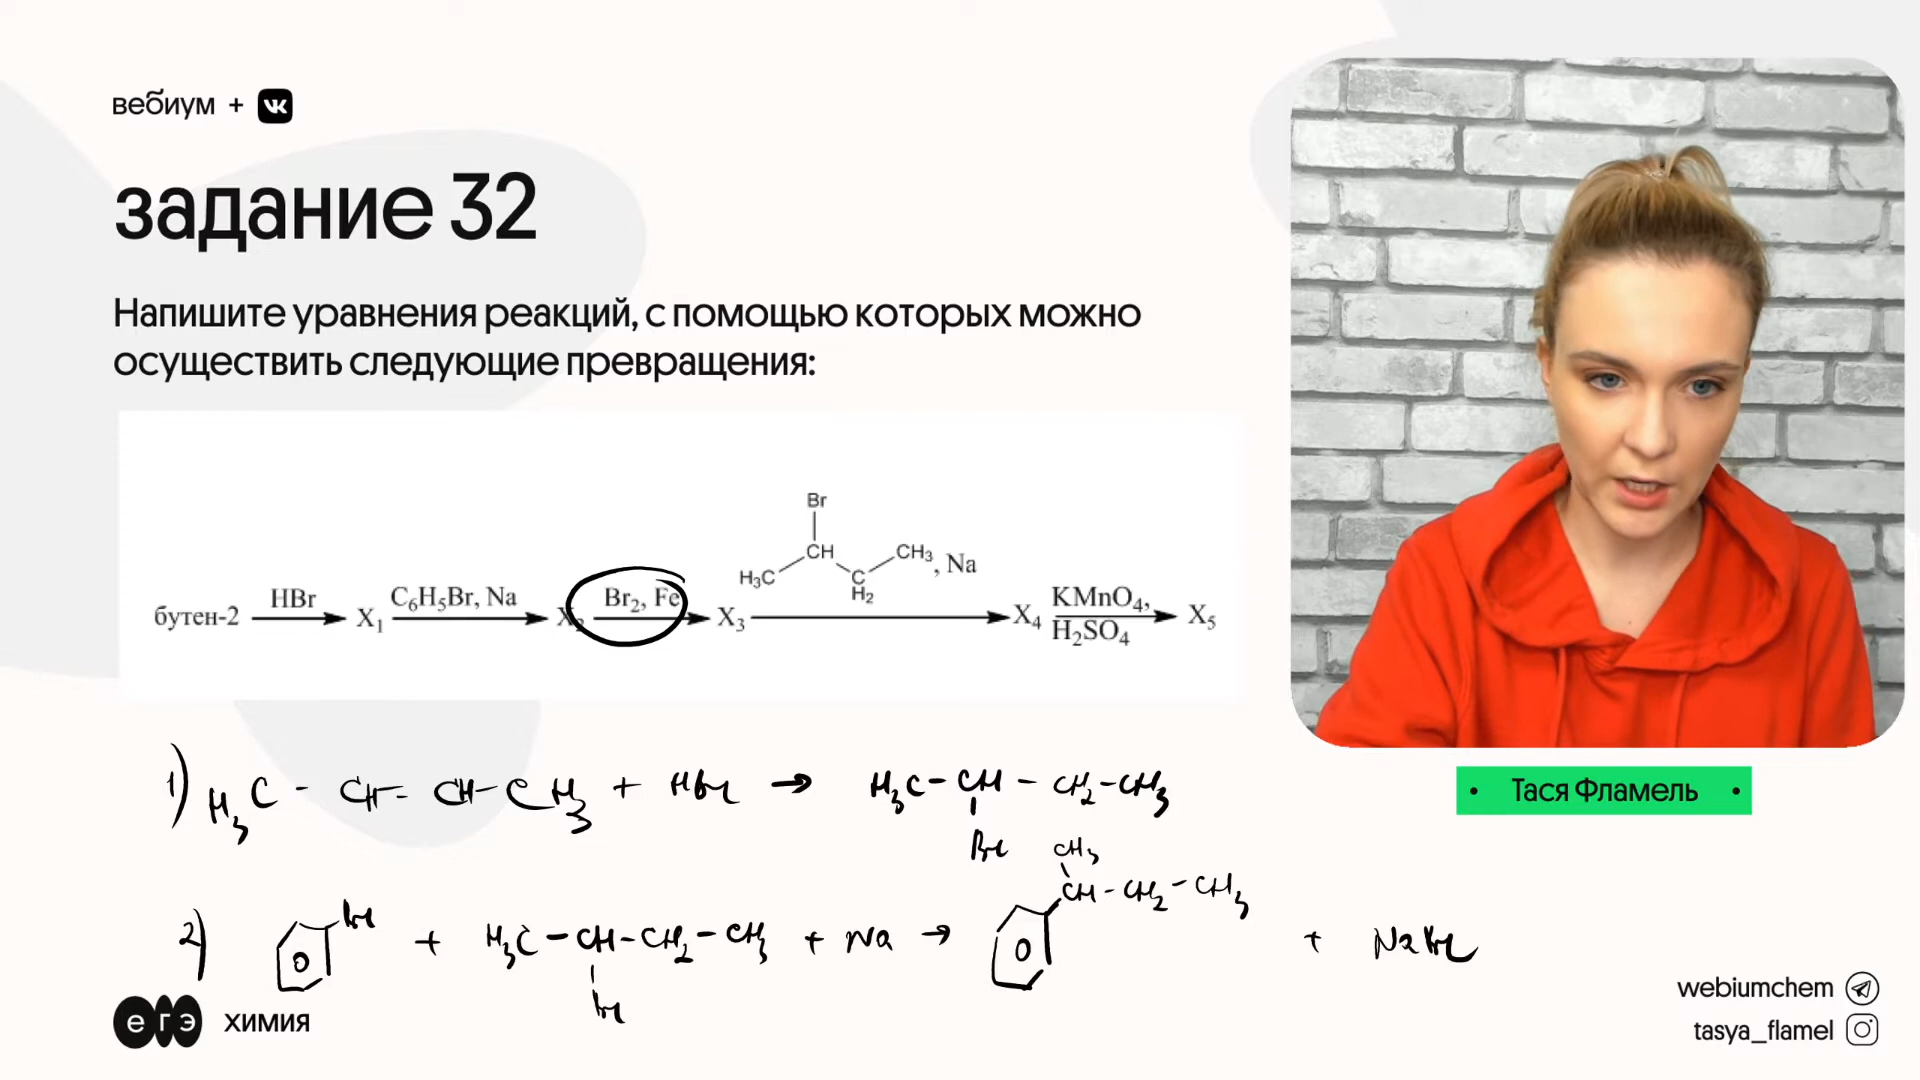 вебиум +
задание 32
Напишите уравнения реакций, с помощью которых можно
осуществить следующие превращения:
Br
CH
CH₃
, Na
H₃C
C
H₂
бутен-2 HBr X₁ C₆H₅Br, Na X₂ Br₂, Fe X₃ X₄ KMnO₄, H₂SO₄ X₅
1) H₃C - CH = CH - CH₃ + HBr → H₃C - CH - CH₂ - CH₃
Br
Тася Фламель
CH₃
CH - CH₂ - CH₃
2) Br + H₃C - CH - CH₂ - CH₃ + Na → + NaBr
Br
егэ химия
webiumchem
tasya_flamel